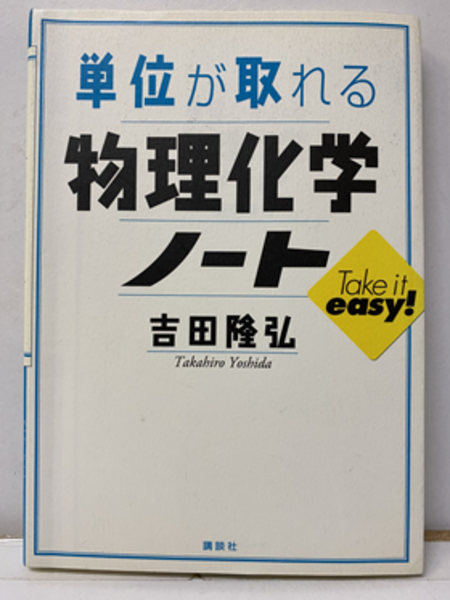 単位が取れる
物理化学
ノート
Take it
easy!
吉田隆弘
Takahiro Yoshida
講談社